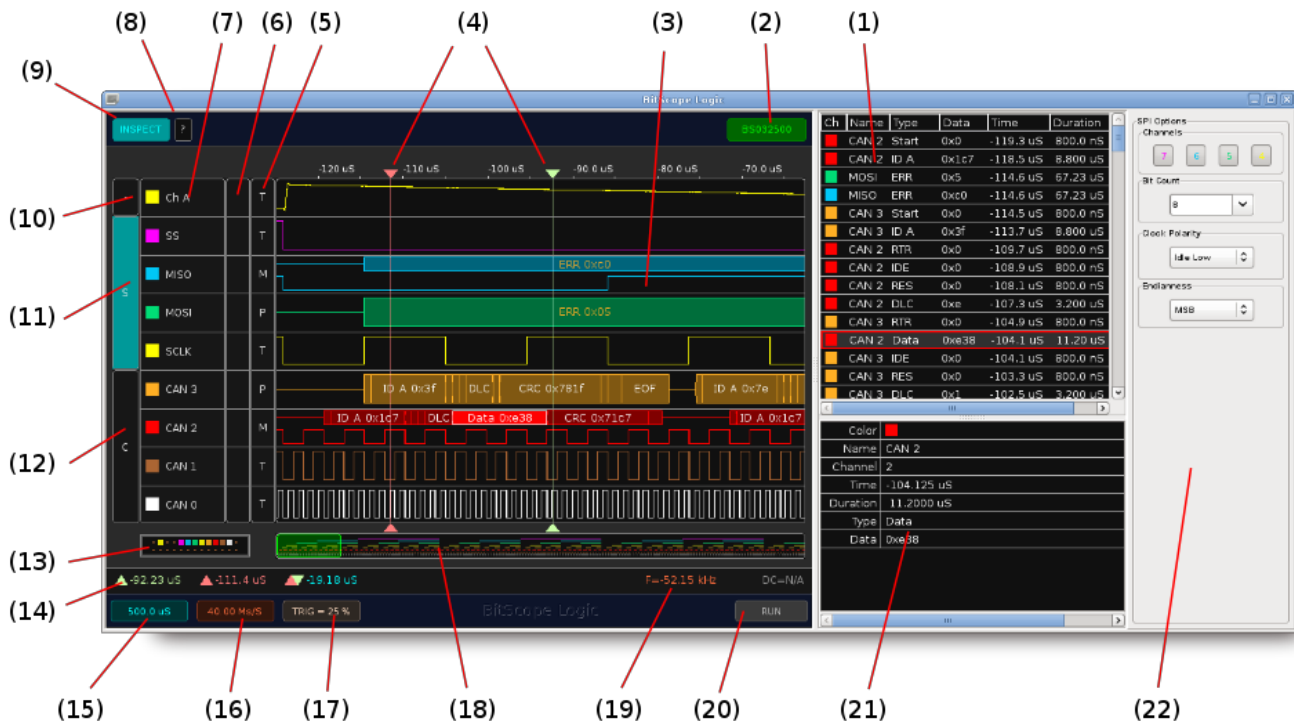 (8) (7) (6) (5) (4) (3) (2) (1)
(9)
BitScope Logic
INSPECT ? BS032500
-120 uS -110 uS -100 uS -90.0 uS -80.0 uS -70.0 uS
(10)
Ch A T
SS T
MISO M ERR 0xc0
S
(11)
MOSI P ERR 0x05
SCLK T
CAN 3 P ID A 0x3f DLC CRC 0x781f EOF ID A 0x7e
ID A 0x1c7 DLC Data 0xe38 CRC 0x71c7 ID A 0x1c7
CAN 2 M
C
(12)
CAN 1 T
CAN 0 T
(13)
-92.23 uS -111.4 uS -19.18 uS F=-52.15 kHz DC=N/A
(14)
500.0 uS 40.00 Ms/S TRIG = 25 % BitScope Logic RUN
Ch Name Type Data Time Duration
CAN 2 Start 0x0 -119.3 uS 800.0 nS
CAN 2 ID A 0x1c7 -118.5 uS 8.800 uS
MOSI ERR 0x5 -114.6 uS 67.23 uS
MISO ERR 0xc0 -114.6 uS 67.23 uS
CAN 3 Start 0x0 -114.5 uS 800.0 nS
CAN 3 ID A 0x3f -113.7 uS 8.800 uS
CAN 2 RTR 0x0 -109.7 uS 800.0 nS
CAN 2 IDE 0x0 -108.9 uS 800.0 nS
CAN 2 RES 0x0 -108.1 uS 800.0 nS
CAN 2 DLC 0xe -107.3 uS 3.200 uS
CAN 3 RTR 0x0 -104.9 uS 800.0 nS
CAN 2 Data 0xe38 -104.1 uS 11.20 uS
CAN 3 IDE 0x0 -104.1 uS 800.0 nS
CAN 3 RES 0x0 -103.3 uS 800.0 nS
CAN 3 DLC 0x1 -102.5 uS 3.200 uS
Color
Name CAN 2
Channel 2
Time -104.125 uS
Duration 11.2000 uS
Type Data
Data 0xe38
SPI Options
Channels
7 6 5
Bit Count
8
Clock Polarity
Idle Low
Endianness
MSB
(15) (16) (17) (18) (19) (20) (21) (22)